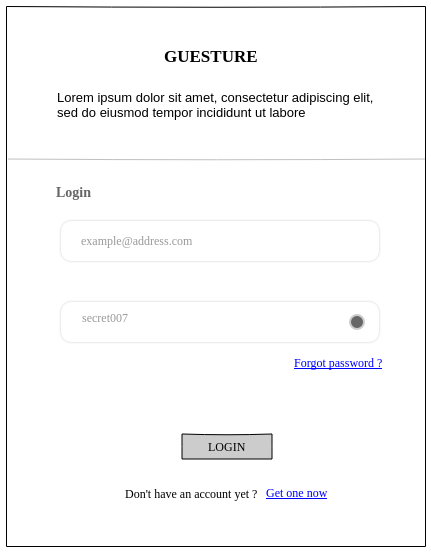 GUESTURE
Lorem ipsum dolor sit amet, consectetur adipiscing elit,
sed do eiusmod tempor incididunt ut labore
Login
example@address.com
secret007
Forgot password ?
LOGIN
Don't have an account yet ? Get one now